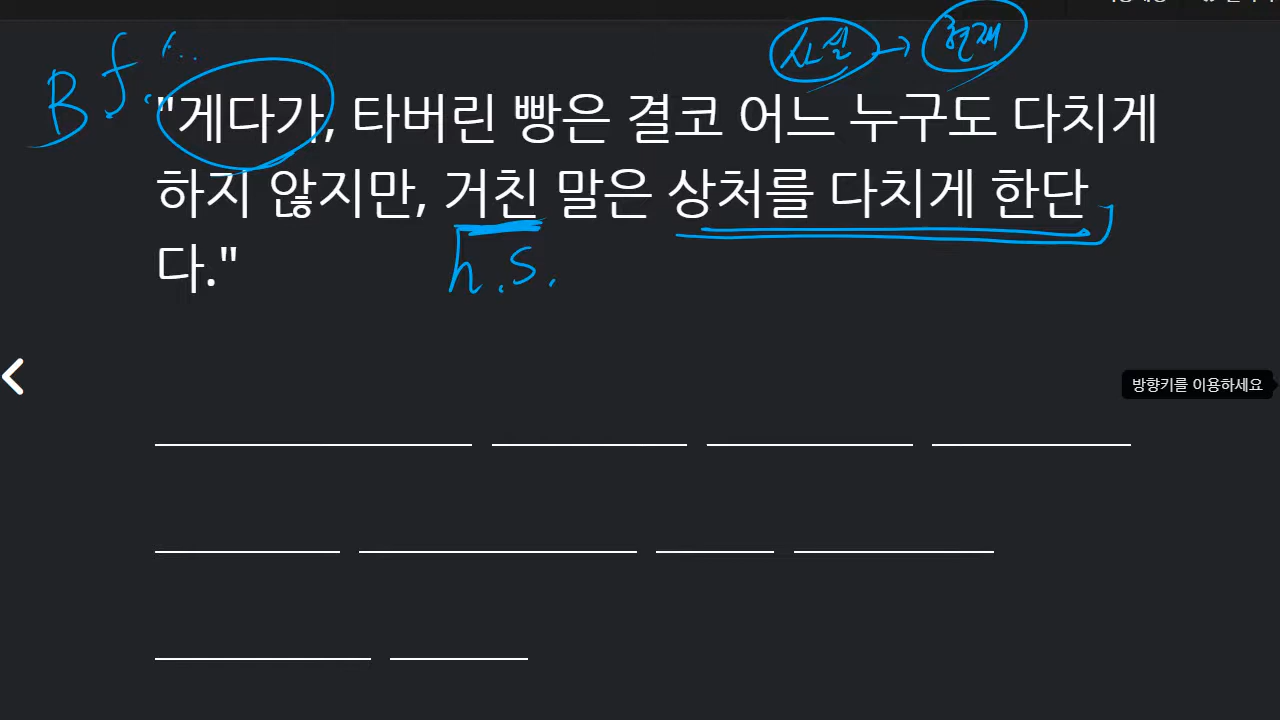 사실 → 현재
B f
"게다가, 타버린 빵은 결코 어느 누구도 다치게
하지 않지만, 거친 말은 상처를 다치게 한단
다."
h.s.
방향키를 이용하세요